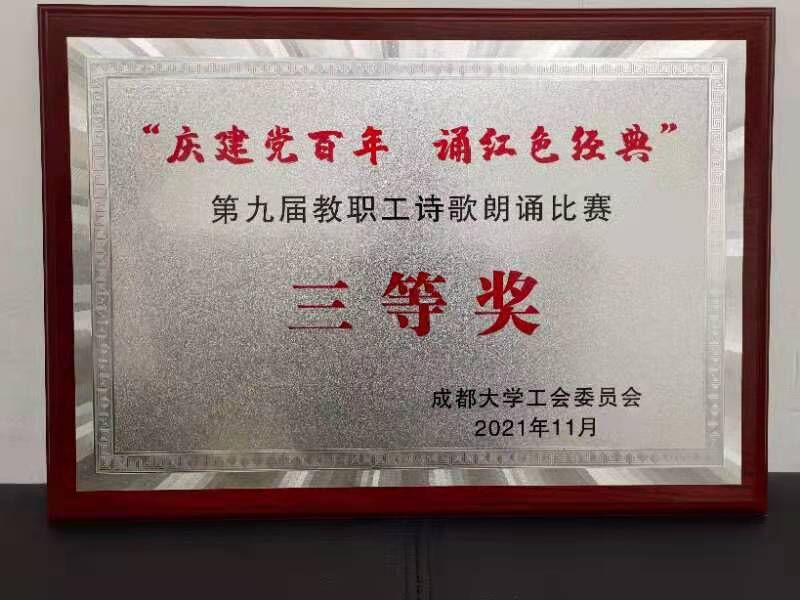 “庆建党百年 诵红色经典”
第九届教职工诗歌朗诵比赛
三等奖
成都大学工会委员会
2021年11月